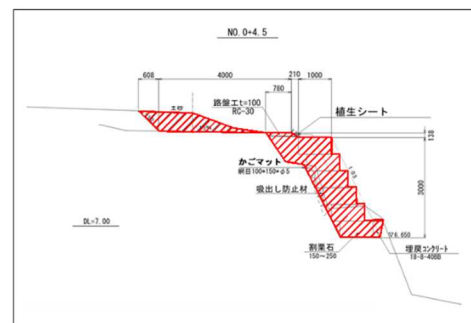 NO.0+4.5
608
4000
210
1000
780
路盤工t=100
RC-30
土砂
植生シート
138
かごマット
網目100*150*φ5
吸出し防止材
3000
DL=7.00
割栗石
150~250
埋戻コンクリート
18-8-40BB